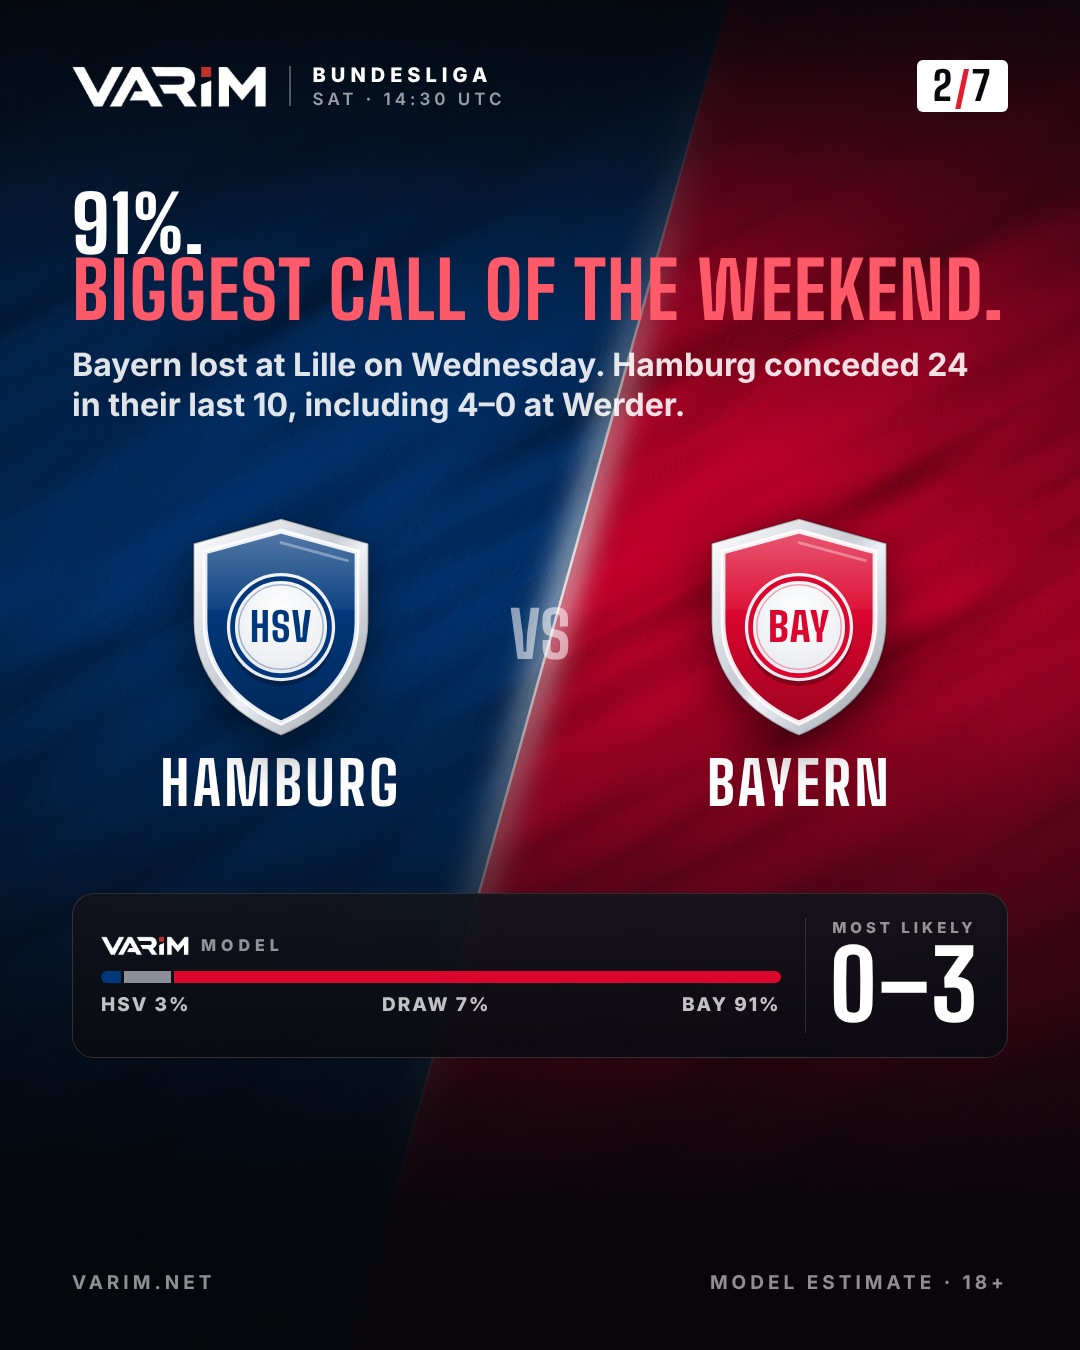 VARiM
BUNDESLIGA
SAT · 14:30 UTC
2/7
91%.
BIGGEST CALL OF THE WEEKEND.
Bayern lost at Lille on Wednesday. Hamburg conceded 24
in their last 10, including 4–0 at Werder.
HSV
VS
BAY
HAMBURG
BAYERN
VARiM MODEL
HSV 3%
DRAW 7%
BAY 91%
MOST LIKELY
0–3
VARIM.NET
MODEL ESTIMATE · 18+